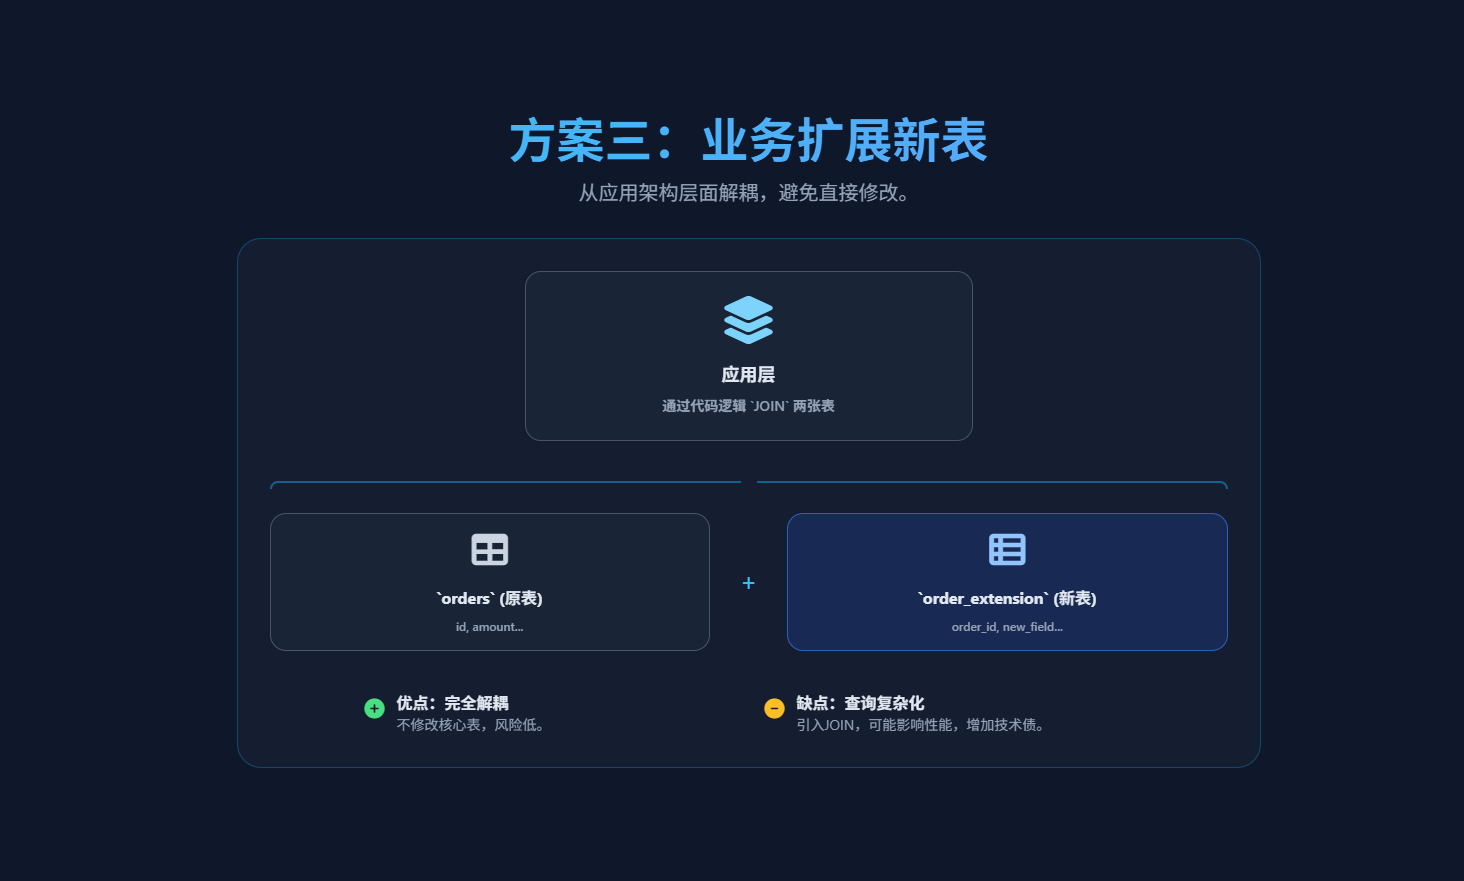 方案三：业务扩展新表
从应用架构层面解耦，避免直接修改。
应用层
通过代码逻辑 `JOIN` 两张表
`orders` (原表)
id, amount...
+
`order_extension` (新表)
order_id, new_field...
优点：完全解耦
不修改核心表，风险低。
缺点：查询复杂化
引入JOIN，可能影响性能，增加技术债。